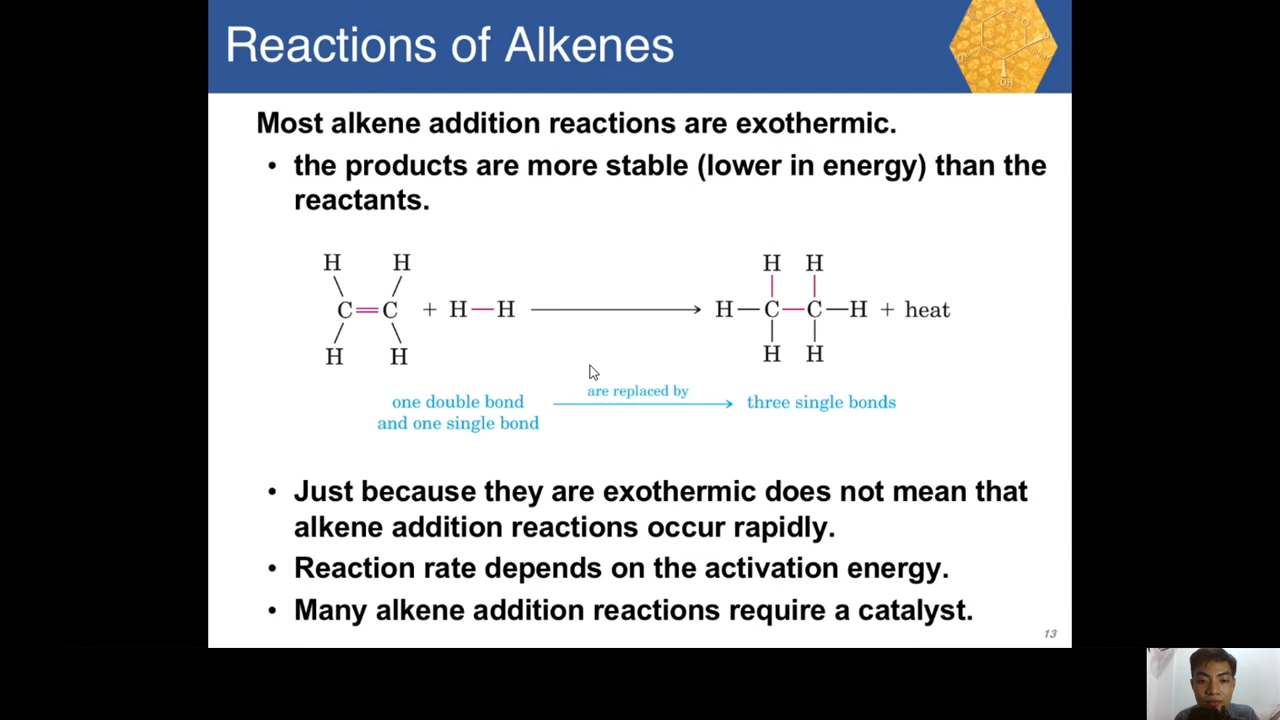 Reactions of Alkenes
Most alkene addition reactions are exothermic.
• the products are more stable (lower in energy) than the
reactants.
H H H H
C=C + H—H H—C—C—H + heat
H H H H
are replaced by
one double bond three single bonds
and one single bond
• Just because they are exothermic does not mean that
alkene addition reactions occur rapidly.
• Reaction rate depends on the activation energy.
• Many alkene addition reactions require a catalyst.
13